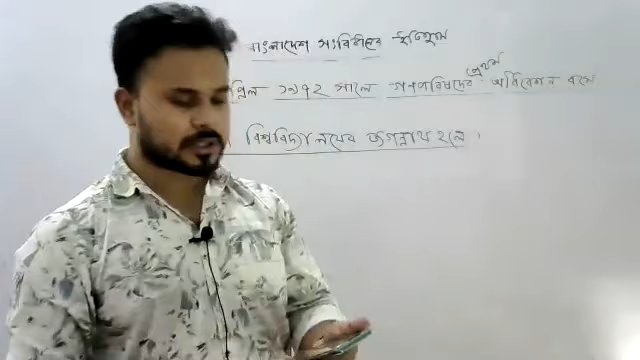 বাংলাদেশ সংবিধানের ইতিহাস
প্রিল ১৯৭২ সালে গণপরিষদের প্রথম অধিবেশন বসে
বিশ্ববিদ্যালয়ের জগন্নাথ হলে।